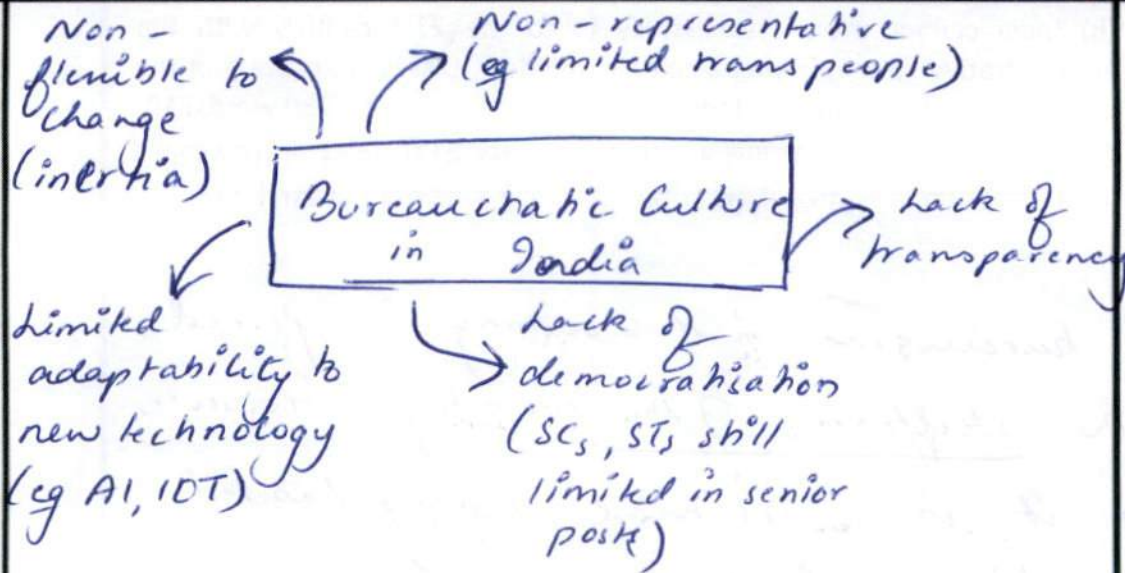 Non-
flexible to
change
(inertia)
Non-representative
(eg limited trans people)
Bureaucratic Culture
in India
Lack of
transparency
Limited
adaptability to
new technology
(eg AI, IOT)
Lack of
democratisation
(SCs, STs still
limited in senior
posts)